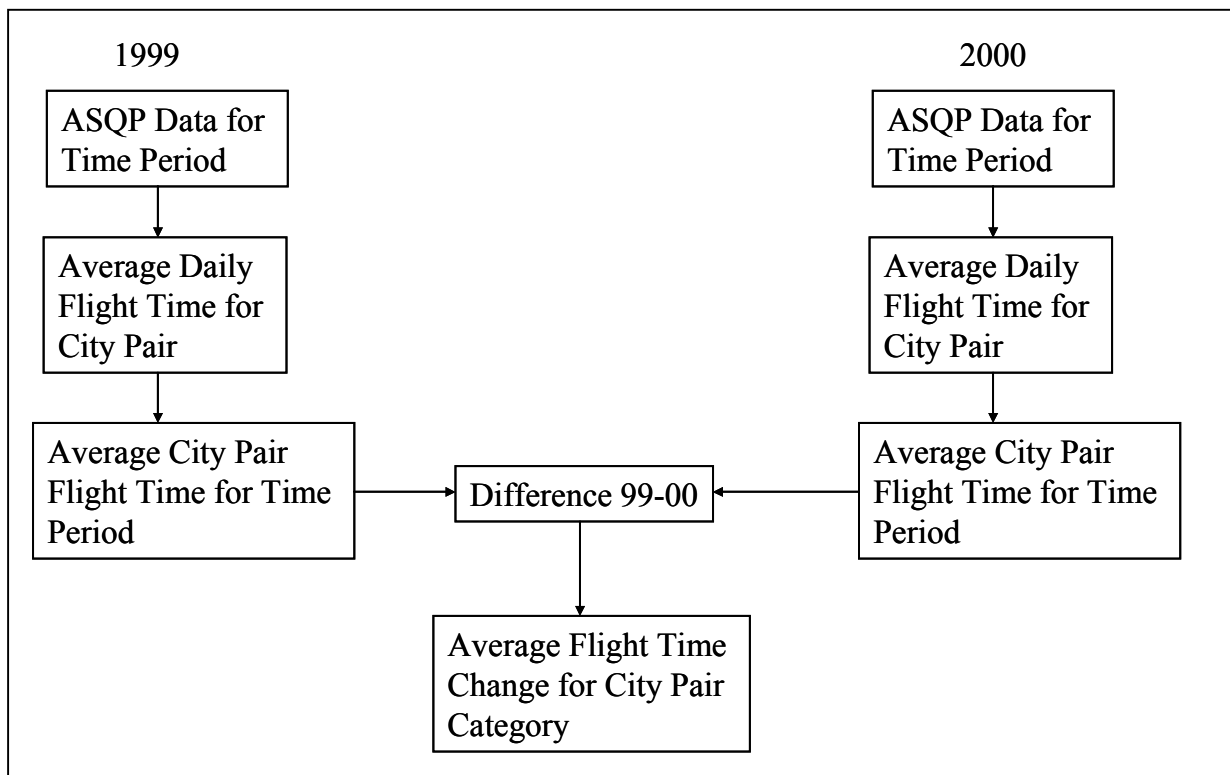 1999
ASQP Data for
Time Period
Average Daily
Flight Time for
City Pair
Average City Pair
Flight Time for Time
Period
2000
ASQP Data for
Time Period
Average Daily
Flight Time for
City Pair
Average City Pair
Flight Time for Time
Period
Difference 99-00
Average Flight Time
Change for City Pair
Category